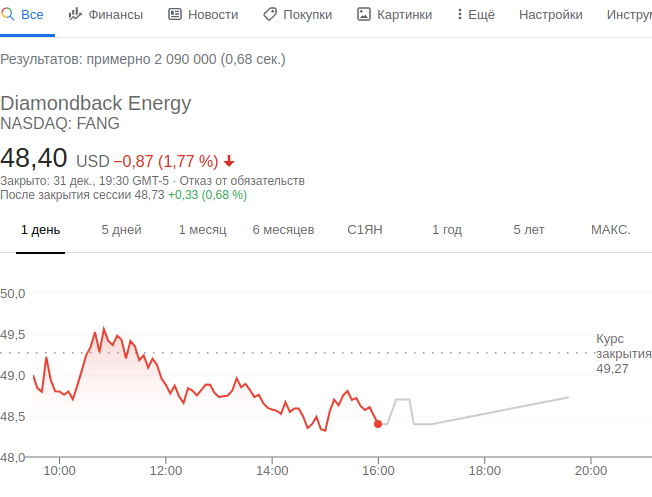 Все Финансы Новости Покупки Картинки Ещё Настройки Инструм
Результатов: примерно 2 090 000 (0,68 сек.)
Diamondback Energy
NASDAQ: FANG
48,40 USD −0,87 (1,77 %)
Закрыто: 31 дек., 19:30 GMT-5 · Отказ от обязательств
После закрытия сессии 48,73 +0,33 (0,68 %)
1 день 5 дней 1 месяц 6 месяцев С1ЯН 1 год 5 лет МАКС.
50,0
49,5
Курс
закрытия
49,27
49,0
48,5
48,0
10:00 12:00 14:00 16:00 18:00 20:00